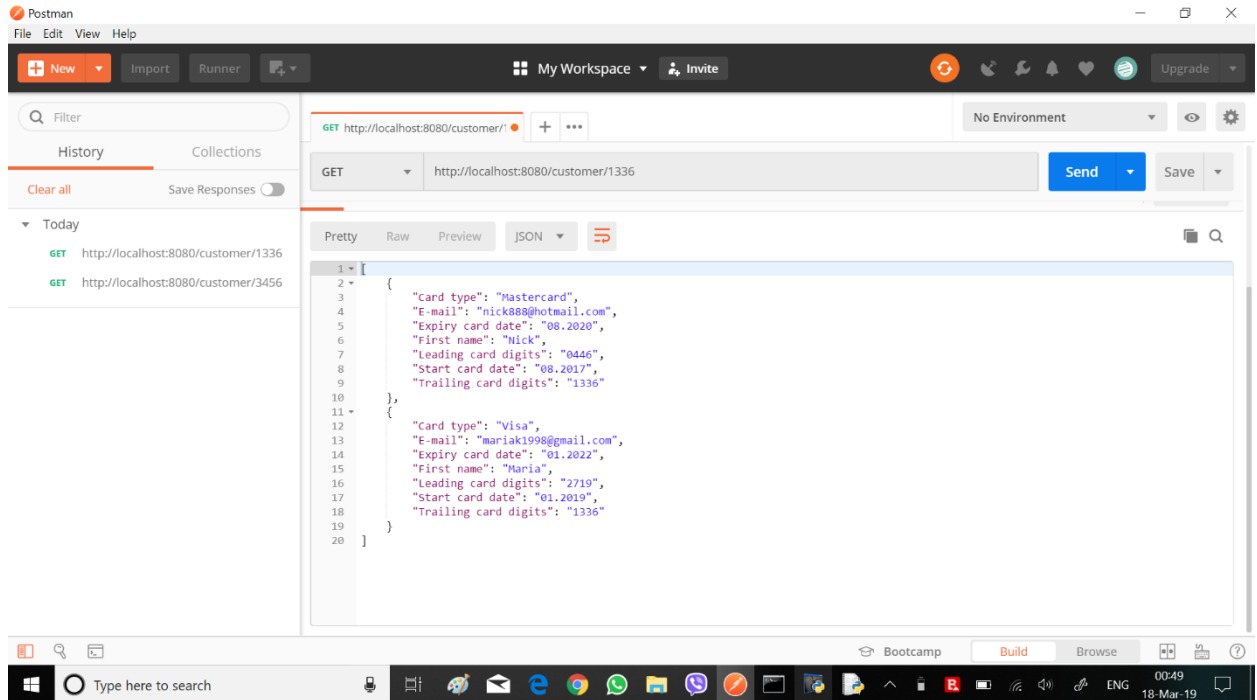 Postman
File Edit View Help
New Import Runner My Workspace Invite Upgrade
Filter
History Collections
Clear all Save Responses
Today
GET http://localhost:8080/customer/1336
GET http://localhost:8080/customer/3456
GET http://localhost:8080/customer/1
No Environment
GET http://localhost:8080/customer/1336 Send Save
Pretty Raw Preview JSON
1 [
2 {
3 "Card type": "Mastercard",
4 "E-mail": "nick888@hotmail.com",
5 "Expiry card date": "08.2020",
6 "First name": "Nick",
7 "Leading card digits": "0446",
8 "Start card date": "08.2017",
9 "Trailing card digits": "1336"
10 },
11 {
12 "Card type": "Visa",
13 "E-mail": "mariak1998@gmail.com",
14 "Expiry card date": "01.2022",
15 "First name": "Maria",
16 "Leading card digits": "2719",
17 "Start card date": "01.2019",
18 "Trailing card digits": "1336"
19 }
20 ]
Bootcamp Build Browse
Type here to search
ENG
00:49
18-Mar-19